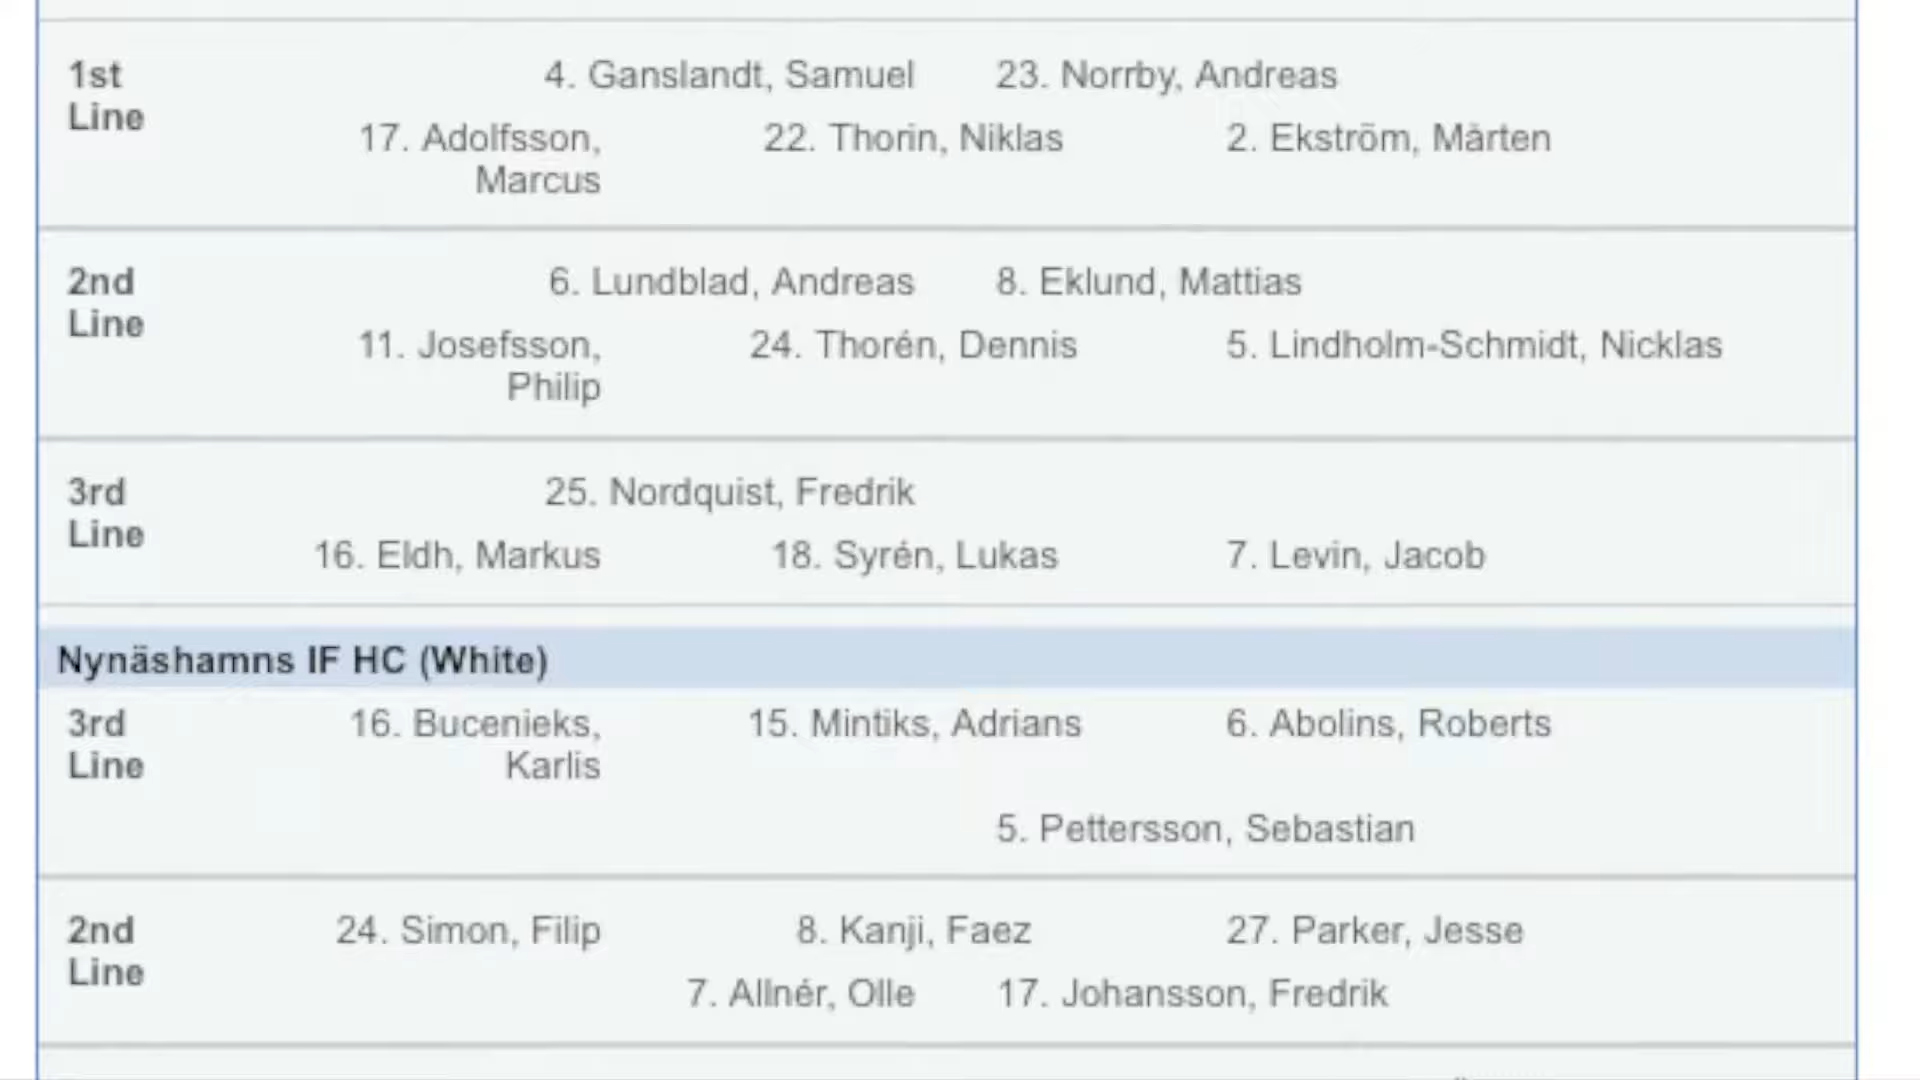 1st Line
4. Ganslandt, Samuel 23. Norrby, Andreas
17. Adolfsson, Marcus 22. Thorin, Niklas 2. Ekström, Mårten
2nd Line
6. Lundblad, Andreas 8. Eklund, Mattias
11. Josefsson, Philip 24. Thorén, Dennis 5. Lindholm-Schmidt, Nicklas
3rd Line
25. Nordquist, Fredrik
16. Eldh, Markus 18. Syrén, Lukas 7. Levin, Jacob
Nynäshamns IF HC (White)
3rd Line
16. Bucenieks, Karlis 15. Mintiks, Adrians 6. Abolins, Roberts
5. Pettersson, Sebastian
2nd Line
24. Simon, Filip 8. Kanji, Faez 27. Parker, Jesse
7. Allnér, Olle 17. Johansson, Fredrik